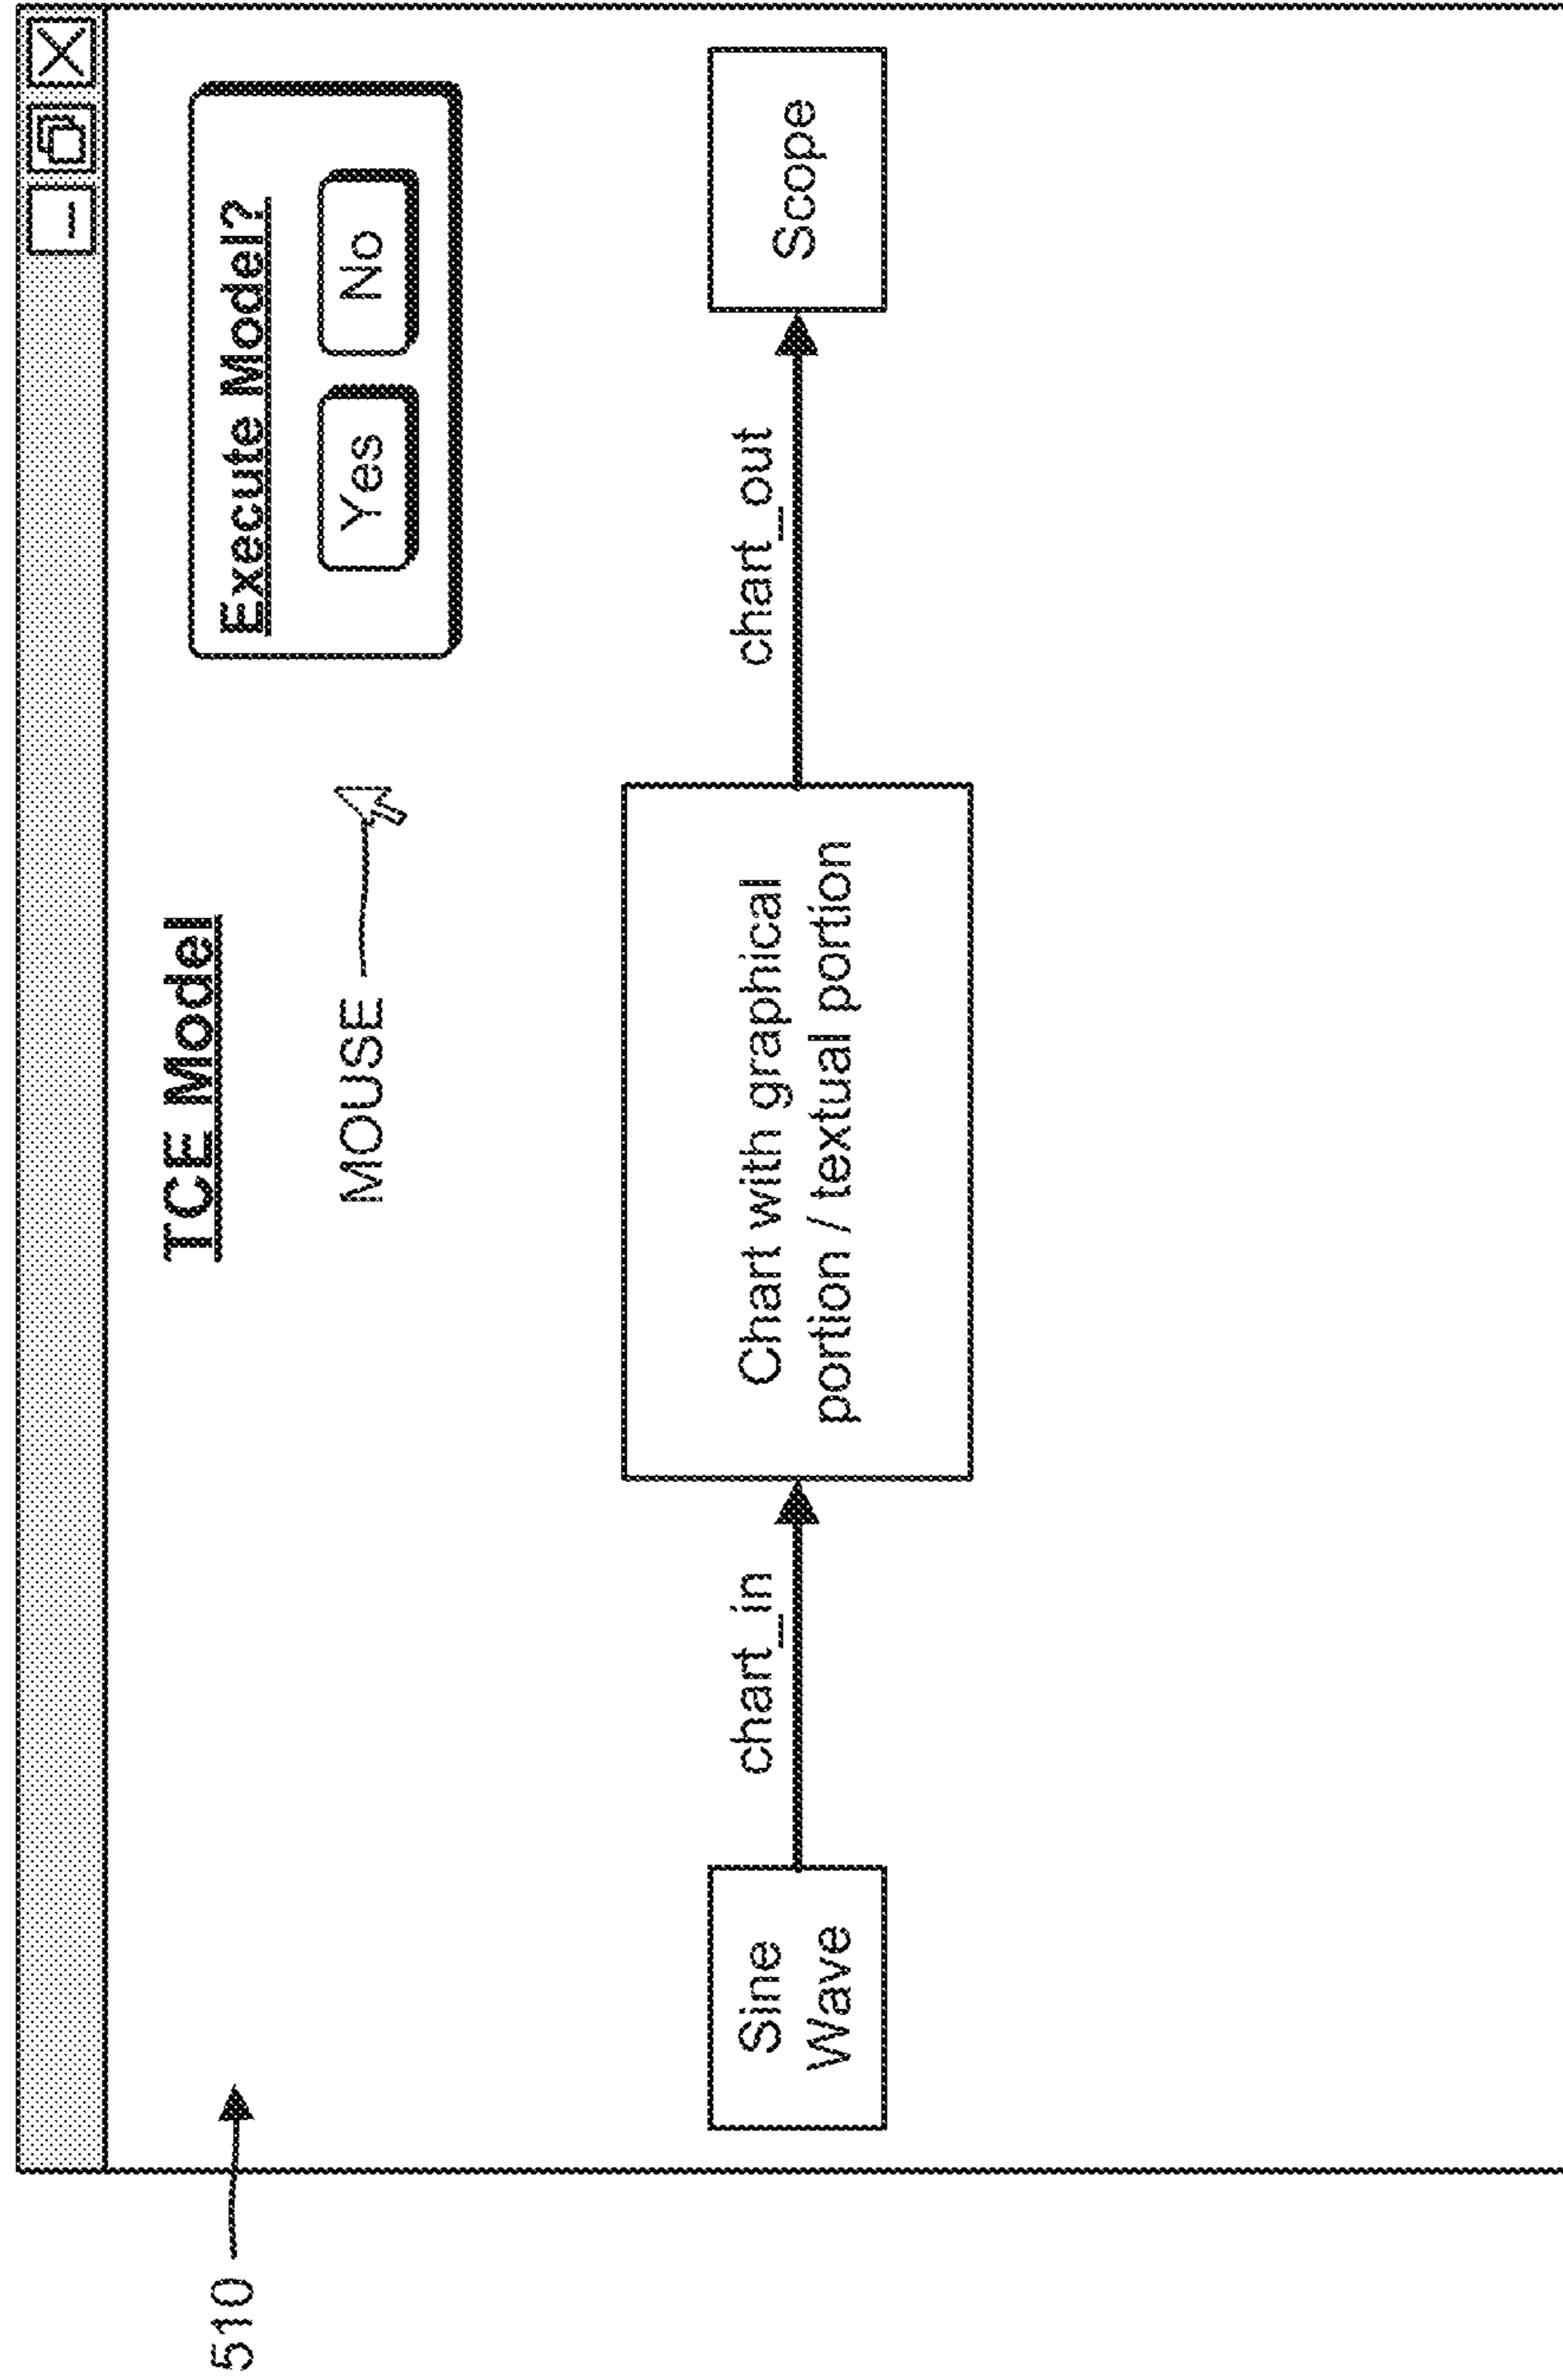 510
TCE Model
MOUSE
Execute Model?
Yes
No
Sine
Wave
chart_in
Chart with graphical
portion / textual portion
chart_out
Scope